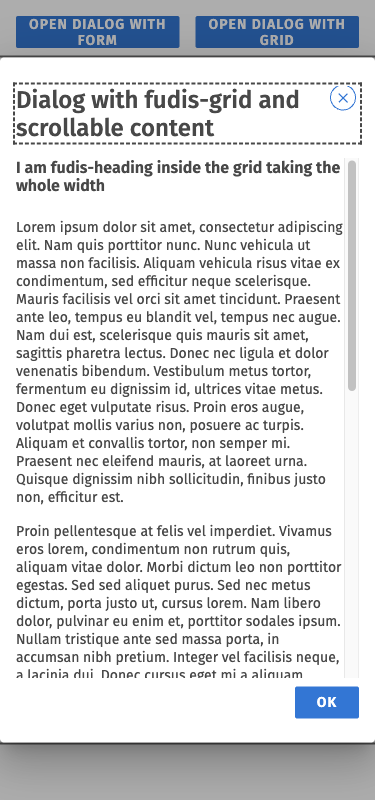 OPEN DIALOG WITH
FORM
OPEN DIALOG WITH
GRID
Dialog with fudis-grid and
scrollable content
I am fudis-heading inside the grid taking the
whole width
Lorem ipsum dolor sit amet, consectetur adipiscing
elit. Nam quis porttitor nunc. Nunc vehicula ut
massa non facilisis. Aliquam vehicula risus vitae ex
condimentum, sed efficitur neque scelerisque.
Mauris facilisis vel orci sit amet tincidunt. Praesent
ante leo, tempus eu blandit vel, tempus nec augue.
Nam dui est, scelerisque quis mauris sit amet,
sagittis pharetra lectus. Donec nec ligula et dolor
venenatis bibendum. Vestibulum metus tortor,
fermentum eu dignissim id, ultrices vitae metus.
Donec eget vulputate risus. Proin eros augue,
volutpat mollis varius non, posuere ac turpis.
Aliquam et convallis tortor, non semper mi.
Praesent nec eleifend mauris, at laoreet urna.
Quisque dignissim nibh sollicitudin, finibus justo
non, efficitur est.
Proin pellentesque at felis vel imperdiet. Vivamus
eros lorem, condimentum non rutrum quis,
aliquam vitae dolor. Morbi dictum leo non porttitor
egestas. Sed sed aliquet purus. Sed nec metus
dictum, porta justo ut, cursus lorem. Nam libero
dolor, pulvinar eu enim et, porttitor sodales ipsum.
Nullam tristique ante sed massa porta, in
accumsan nibh pretium. Integer vel facilisis neque,
a lacinia dui. Donec cursus eget mi a aliquam.
OK